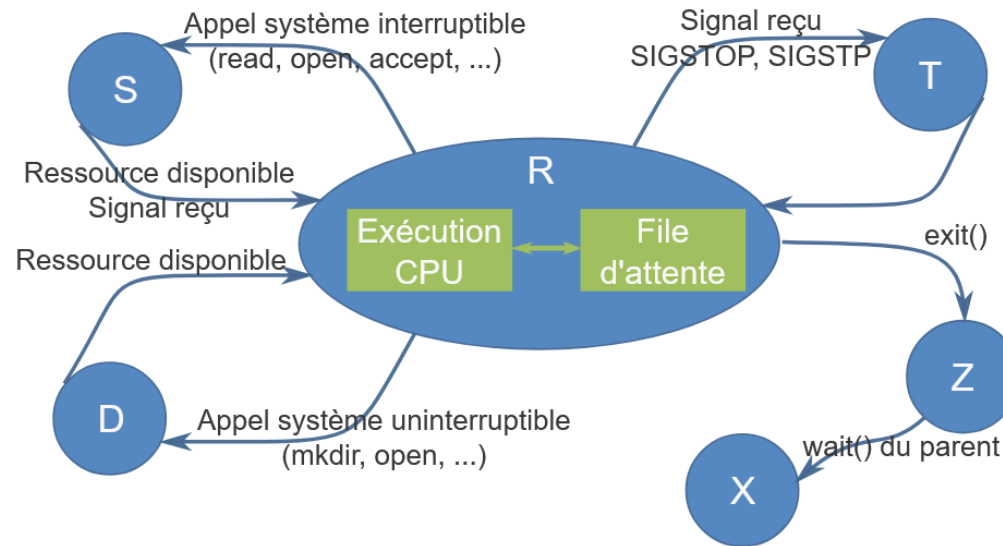 Appel système interruptible
(read, open, accept, ...)
S
Ressource disponible
Signal reçu
Signal reçu
SIGSTOP, SIGSTP
T
R
Exécution
CPU
File
d'attente
Ressource disponible
D
Appel système uninterruptible
(mkdir, open, ...)
exit()
Z
wait() du parent
X